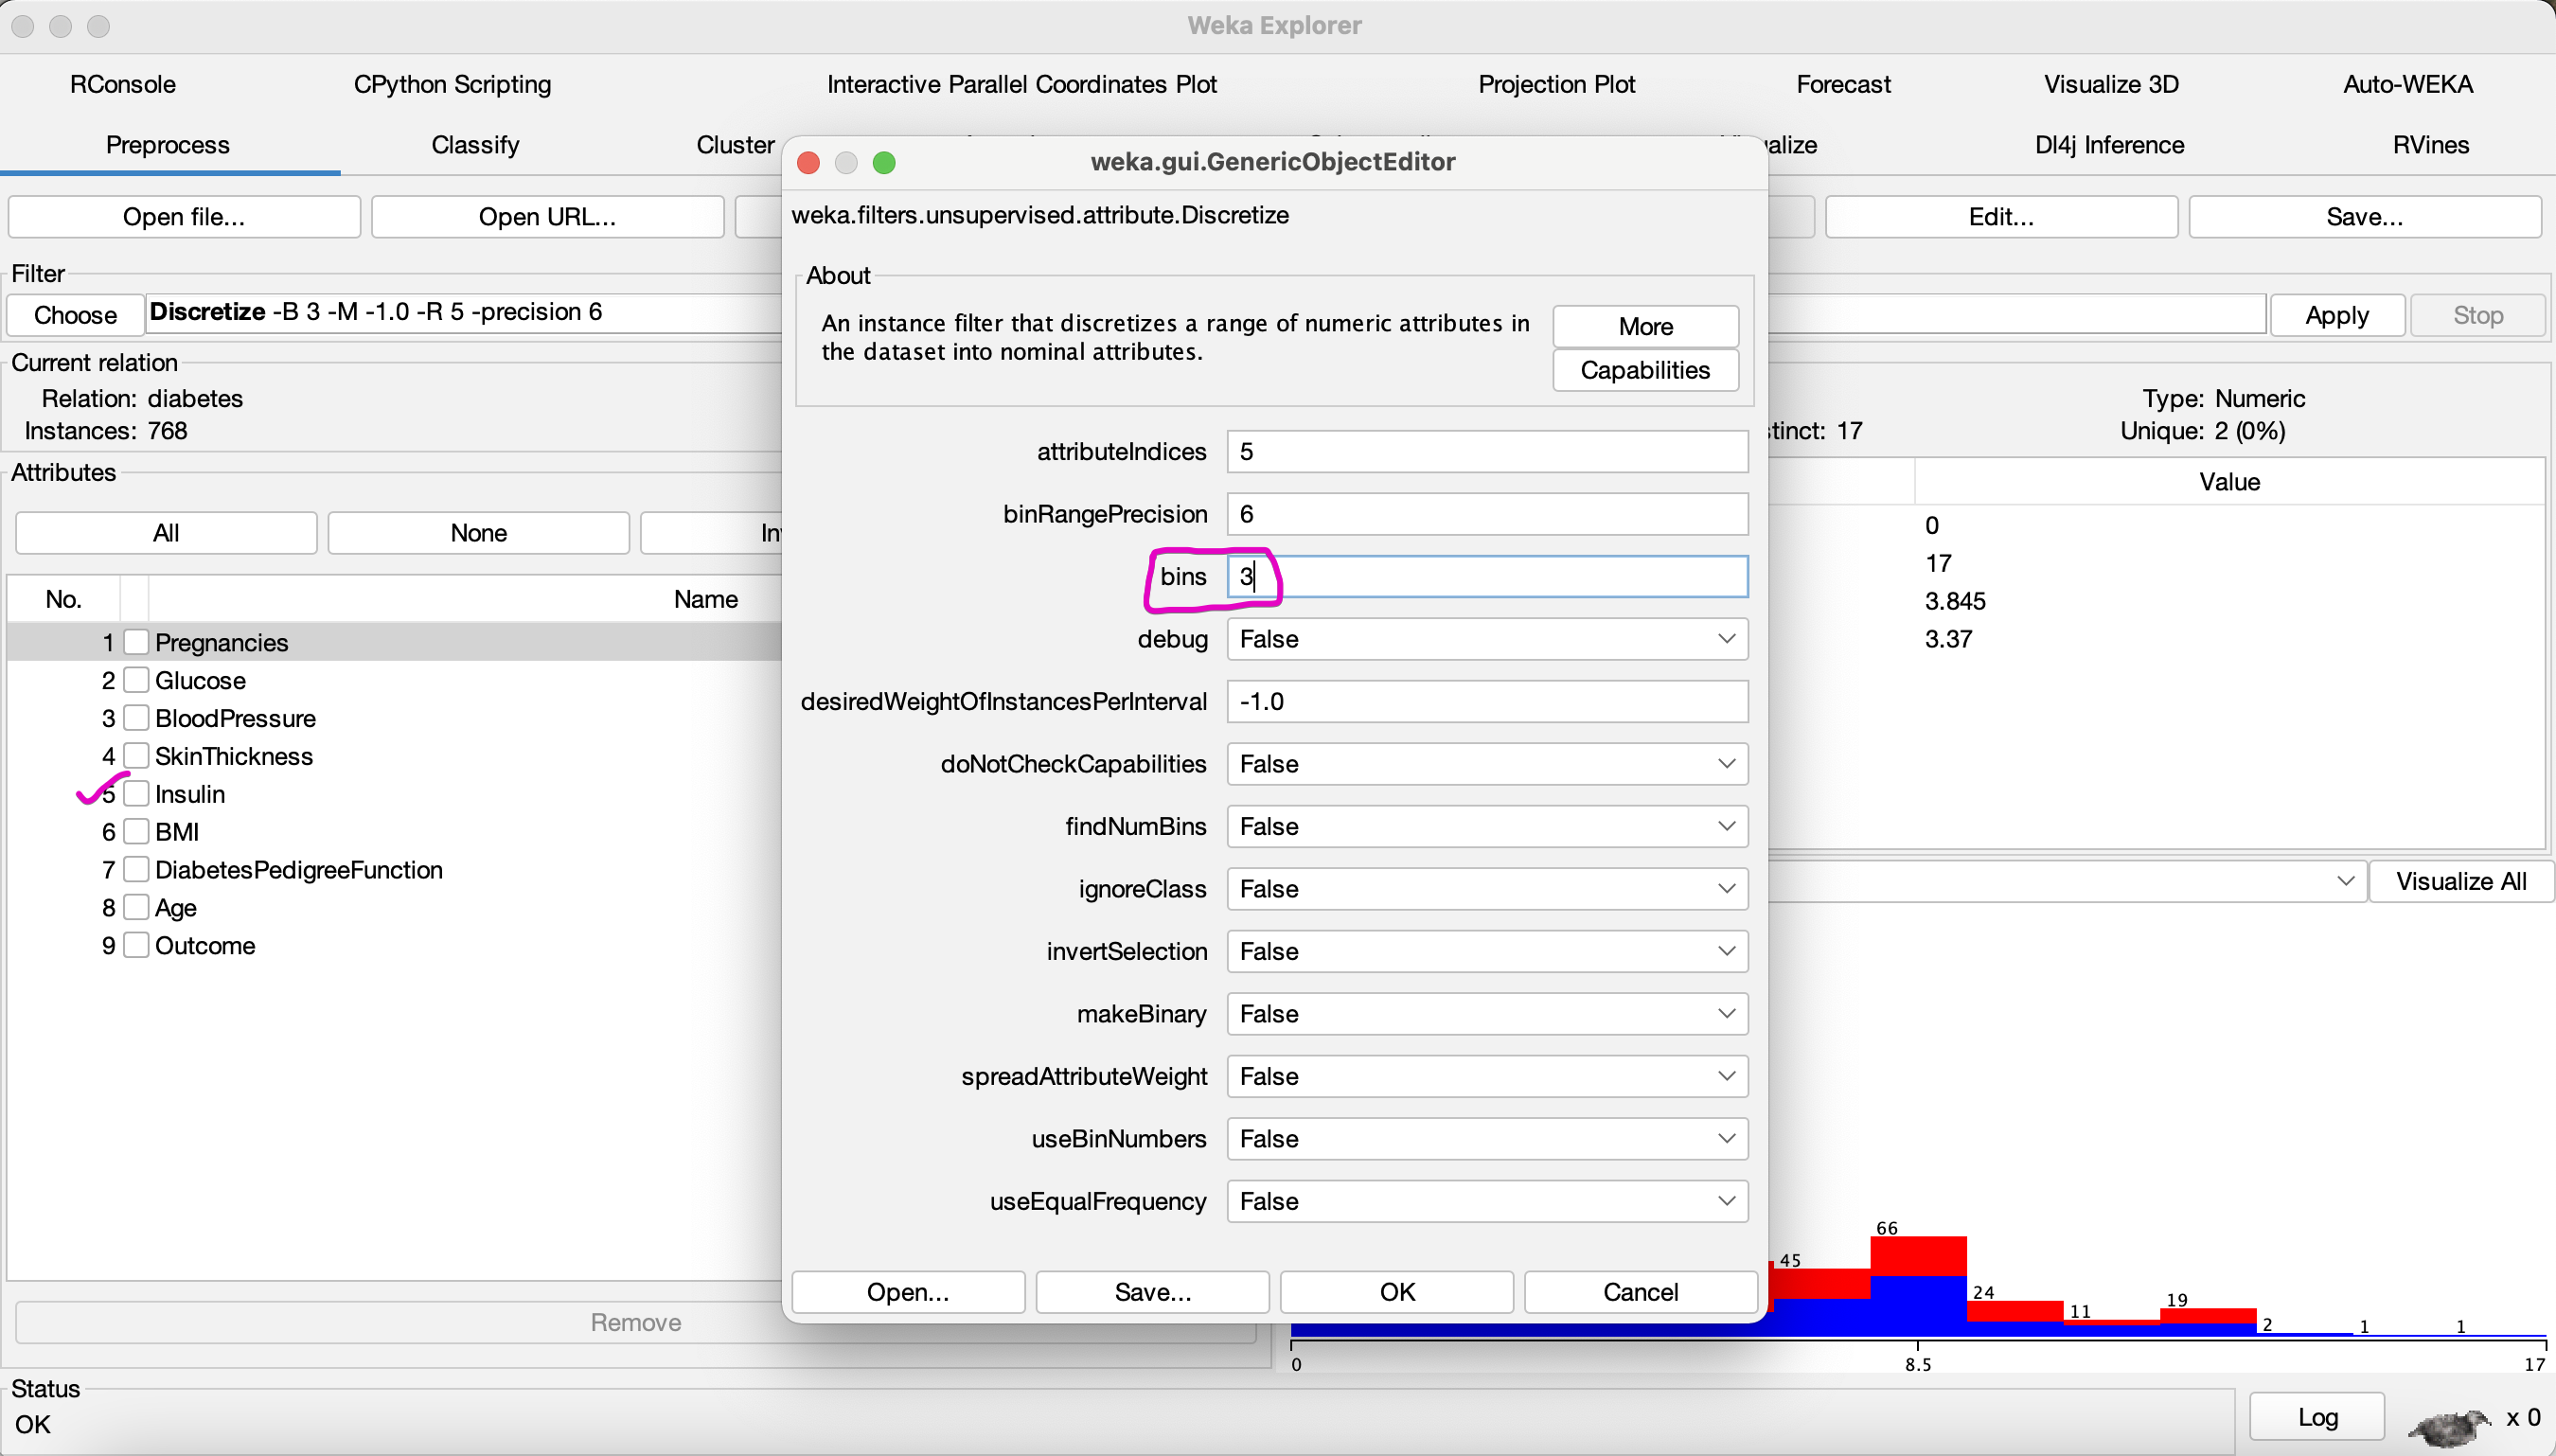 Weka Explorer
RConsole CPython Scripting Interactive Parallel Coordinates Plot Projection Plot Forecast Visualize 3D Auto-WEKA
Preprocess Classify Cluster alize Dl4j Inference RVines
Open file... Open URL... Edit... Save...
Filter
Choose Discretize -B 3 -M -1.0 -R 5 -precision 6 Apply Stop
Current relation
Relation: diabetes
Instances: 768
Attributes
All None Inv
No. Name
1 Pregnancies
2 Glucose
3 BloodPressure
4 SkinThickness
5 Insulin
6 BMI
7 DiabetesPedigreeFunction
8 Age
9 Outcome
Remove
weka.gui.GenericObjectEditor
weka.filters.unsupervised.attribute.Discretize
About
An instance filter that discretizes a range of numeric attributes in
the dataset into nominal attributes.
More
Capabilities
attributeIndices 5
binRangePrecision 6
bins 3
debug False
desiredWeightOfInstancesPerInterval -1.0
doNotCheckCapabilities False
findNumBins False
ignoreClass False
invertSelection False
makeBinary False
spreadAttributeWeight False
useBinNumbers False
useEqualFrequency False
Open... Save... OK Cancel
Type: Numeric
tinct: 17 Unique: 2 (0%)
Value
0
17
3.845
3.37
Visualize All
45 66 24 11 19 2 1 1
0 8.5 17
Status
OK
Log x 0